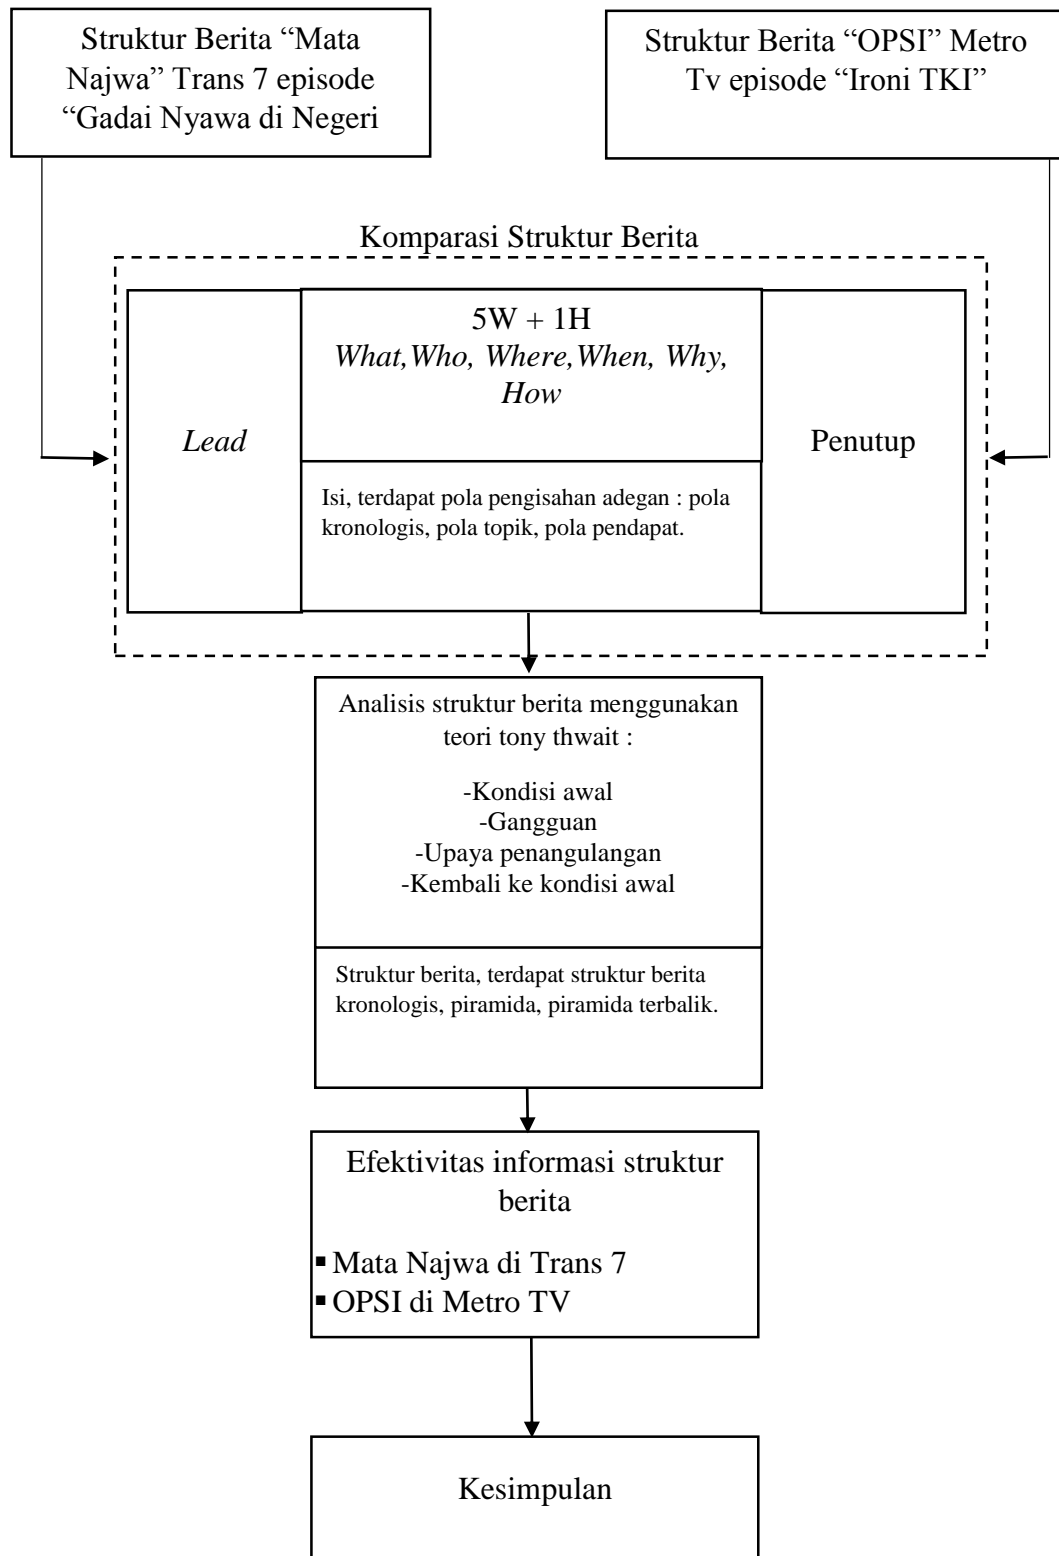 Struktur Berita “Mata
Najwa” Trans 7 episode
“Gadai Nyawa di Negeri
Struktur Berita “OPSI” Metro
Tv episode “Ironi TKI”
Komparasi Struktur Berita
Lead
5W + 1H
What,Who, Where,When, Why,
How
Isi, terdapat pola pengisahan adegan : pola
kronologis, pola topik, pola pendapat.
Penutup
Analisis struktur berita menggunakan
teori tony thwait :
-Kondisi awal
-Gangguan
-Upaya penangulangan
-Kembali ke kondisi awal
Struktur berita, terdapat struktur berita
kronologis, piramida, piramida terbalik.
Efektivitas informasi struktur
berita
▪ Mata Najwa di Trans 7
▪ OPSI di Metro TV
Kesimpulan